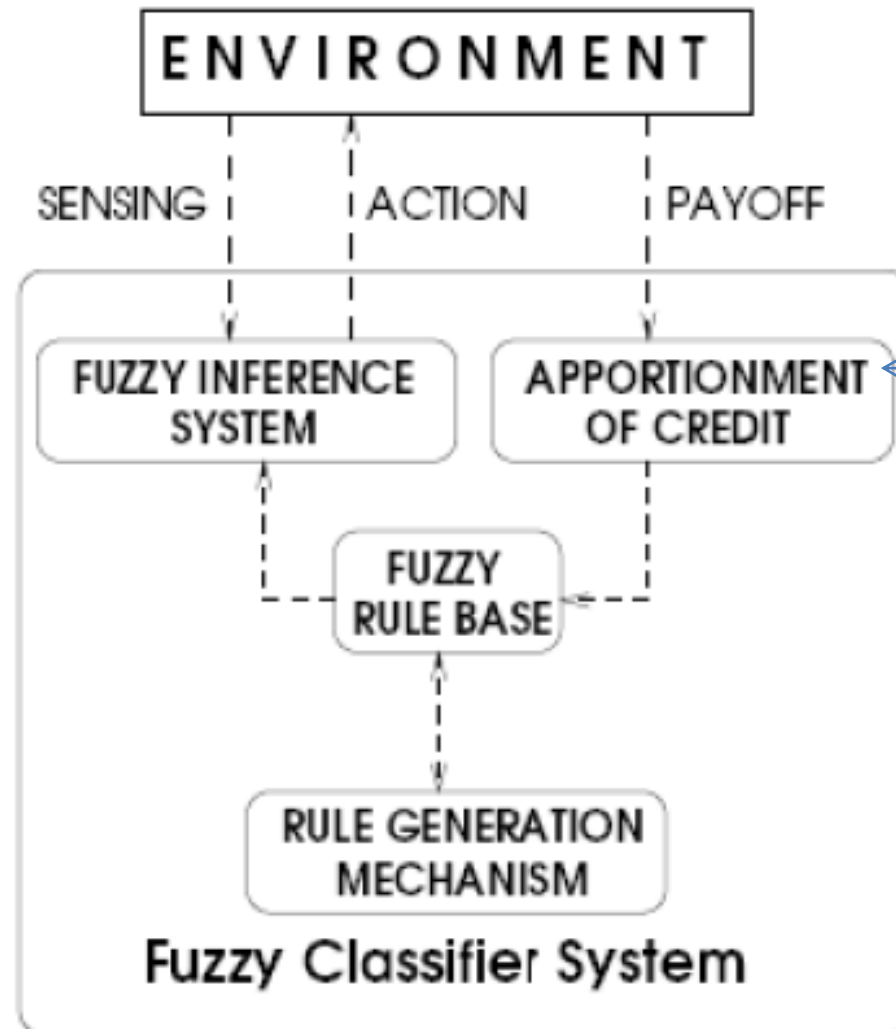 ENVIRONMENT
SENSING
ACTION
PAYOFF
FUZZY INFERENCE
SYSTEM
APPORTIONMENT
OF CREDIT
FUZZY
RULE BASE
RULE GENERATION
MECHANISM
Fuzzy Classifier System